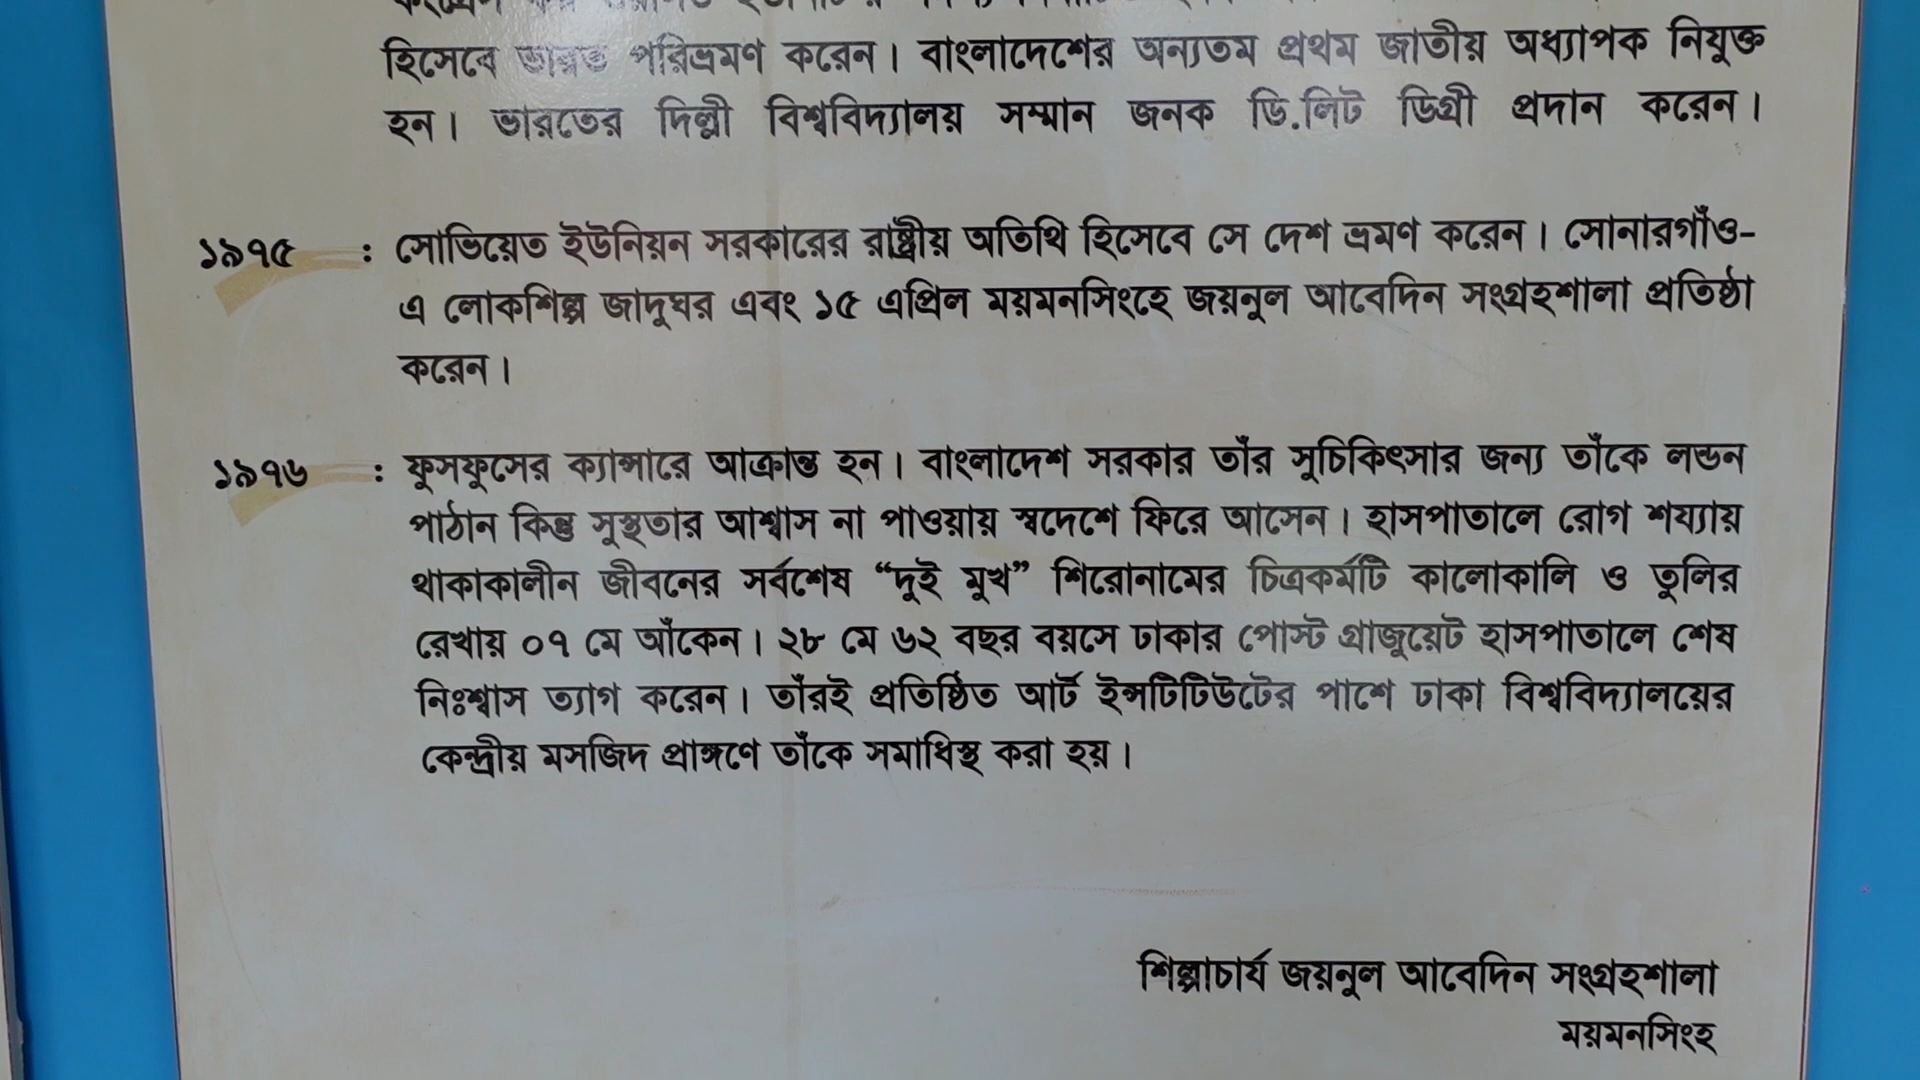 হিসেবে ভারত পরিভ্রমণ করেন। বাংলাদেশের অন্যতম প্রথম জাতীয় অধ্যাপক নিযুক্ত
হন। ভারতের দিল্লী বিশ্ববিদ্যালয় সম্মান জনক ডি.লিট ডিগ্রী প্রদান করেন।
১৯৭৫ : সোভিয়েত ইউনিয়ন সরকারের রাষ্ট্রীয় অতিথি হিসেবে সে দেশ ভ্রমণ করেন। সোনারগাঁও-
এ লোকশিল্প জাদুঘর এবং ১৫ এপ্রিল ময়মনসিংহে জয়নুল আবেদিন সংগ্রহশালা প্রতিষ্ঠা
করেন।
১৯৭৬ : ফুসফুসের ক্যান্সারে আক্রান্ত হন। বাংলাদেশ সরকার তাঁর সুচিকিৎসার জন্য তাঁকে লন্ডন
পাঠান কিন্তু সুস্থতার আশ্বাস না পাওয়ায় স্বদেশে ফিরে আসেন। হাসপাতালে রোগ শয্যায়
থাকাকালীন জীবনের সর্বশেষ “দুই মুখ” শিরোনামের চিত্রকর্মটি কালোকালি ও তুলির
রেখায় ০৭ মে আঁকেন। ২৮ মে ৬২ বছর বয়সে ঢাকার পোস্ট গ্রাজুয়েট হাসপাতালে শেষ
নিঃশ্বাস ত্যাগ করেন। তাঁরই প্রতিষ্ঠিত আর্ট ইন্সটিটিউটের পাশে ঢাকা বিশ্ববিদ্যালয়ের
কেন্দ্রীয় মসজিদ প্রাঙ্গণে তাঁকে সমাধিস্থ করা হয়।
শিল্পাচার্য জয়নুল আবেদিন সংগ্রহশালা
ময়মনসিংহ